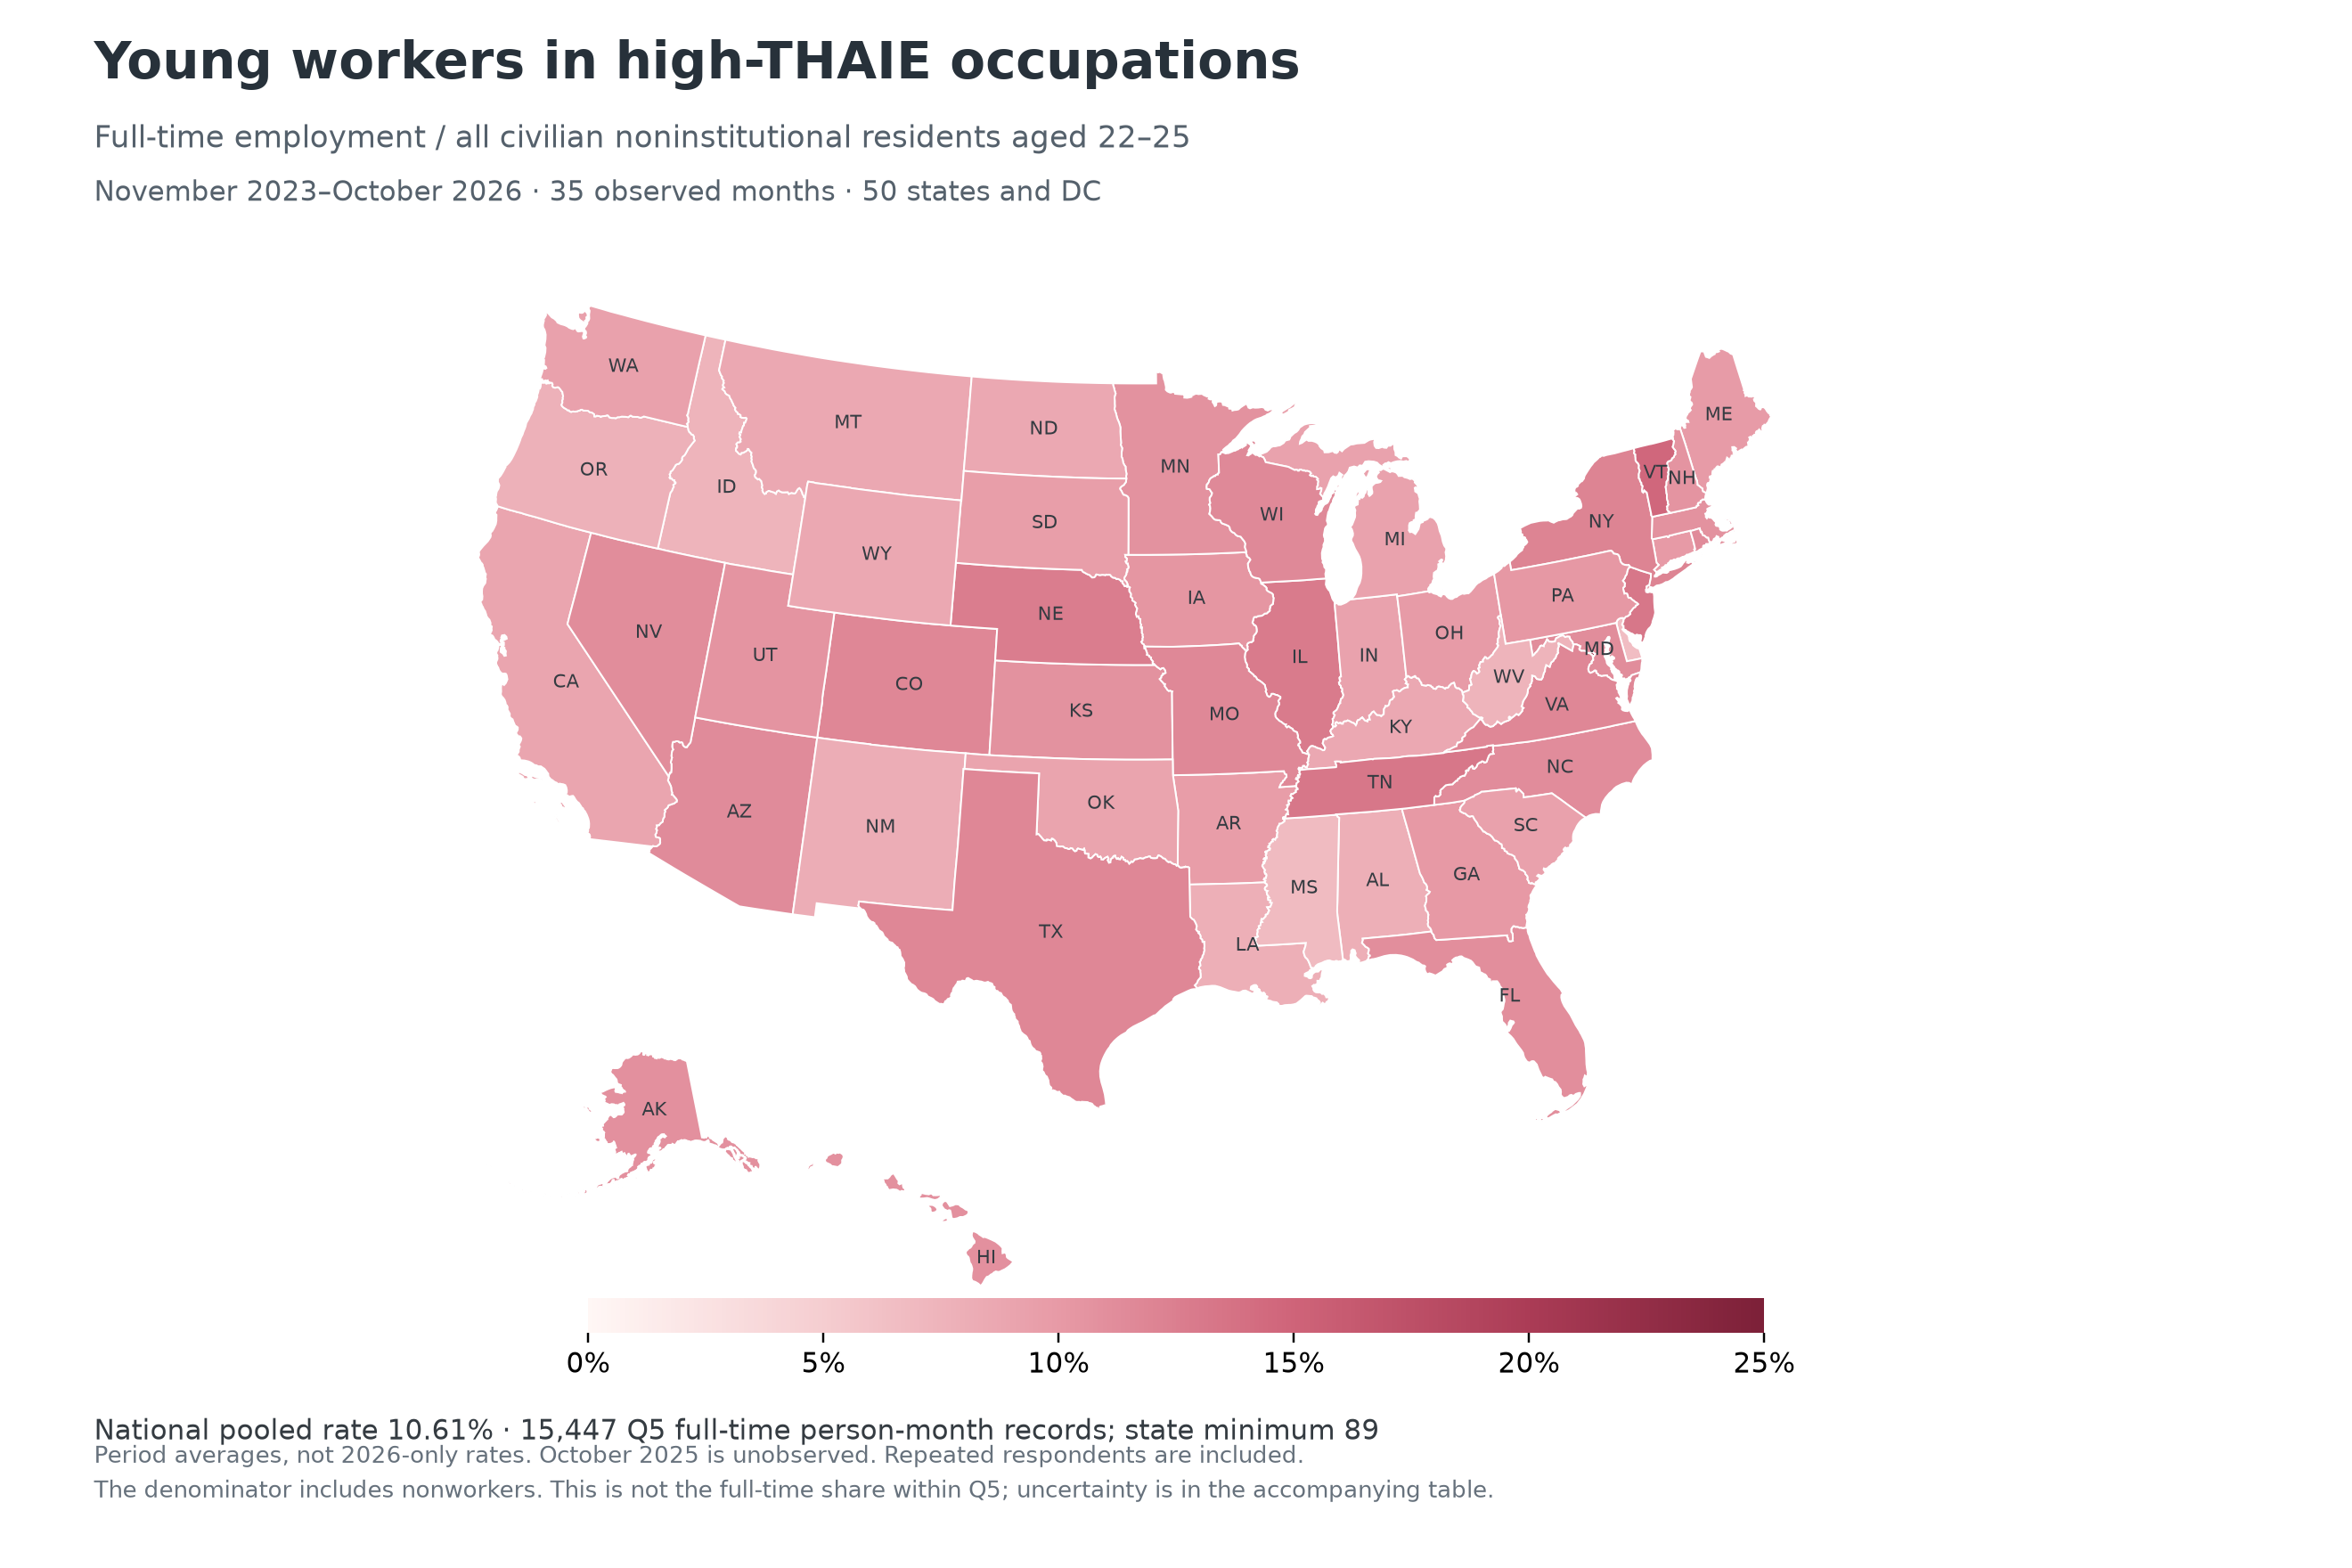 Young workers in high-THAIE occupations
Full-time employment / all civilian noninstitutional residents aged 22–25
November 2023–October 2026 · 35 observed months · 50 states and DC
WA
MT
ND
MN
ME
OR
ID
SD
WI
VT
NH
WY
MI
NY
NV
UT
NE
IA
PA
CA
CO
KS
MO
IL
IN
OH
WV
MD
VA
KY
AZ
NM
OK
AR
TN
NC
SC
TX
LA
MS
AL
GA
FL
AK
HI
0% 5% 10% 15% 20% 25%
National pooled rate 10.61% · 15,447 Q5 full-time person-month records; state minimum 89
Period averages, not 2026-only rates. October 2025 is unobserved. Repeated respondents are included.
The denominator includes nonworkers. This is not the full-time share within Q5; uncertainty is in the accompanying table.